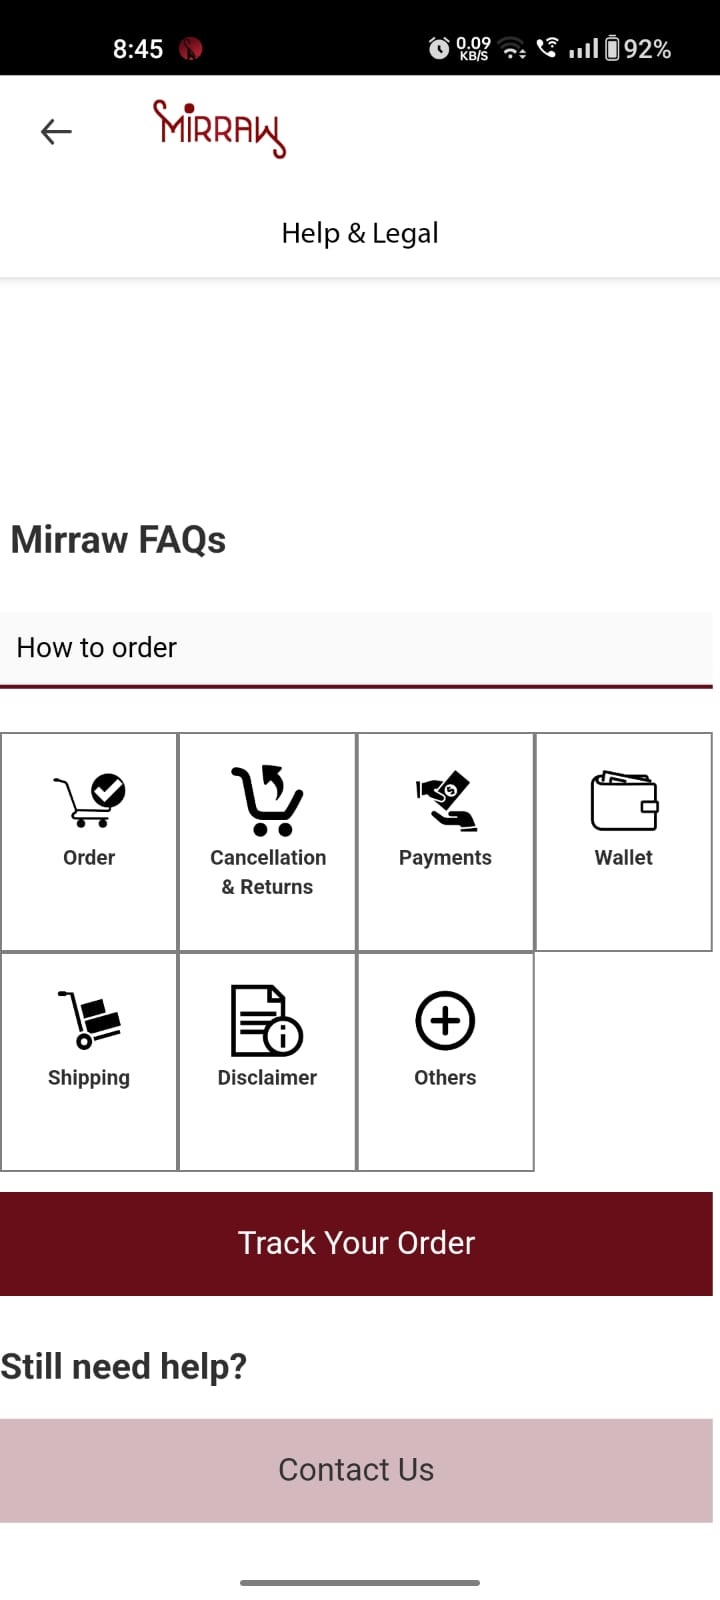 8:45 0.09 KB/S 92%
MIRRAW
Help & Legal
Mirraw FAQs
How to order
Order
Cancellation
& Returns
Payments
Wallet
Shipping
Disclaimer
Others
Track Your Order
Still need help?
Contact Us